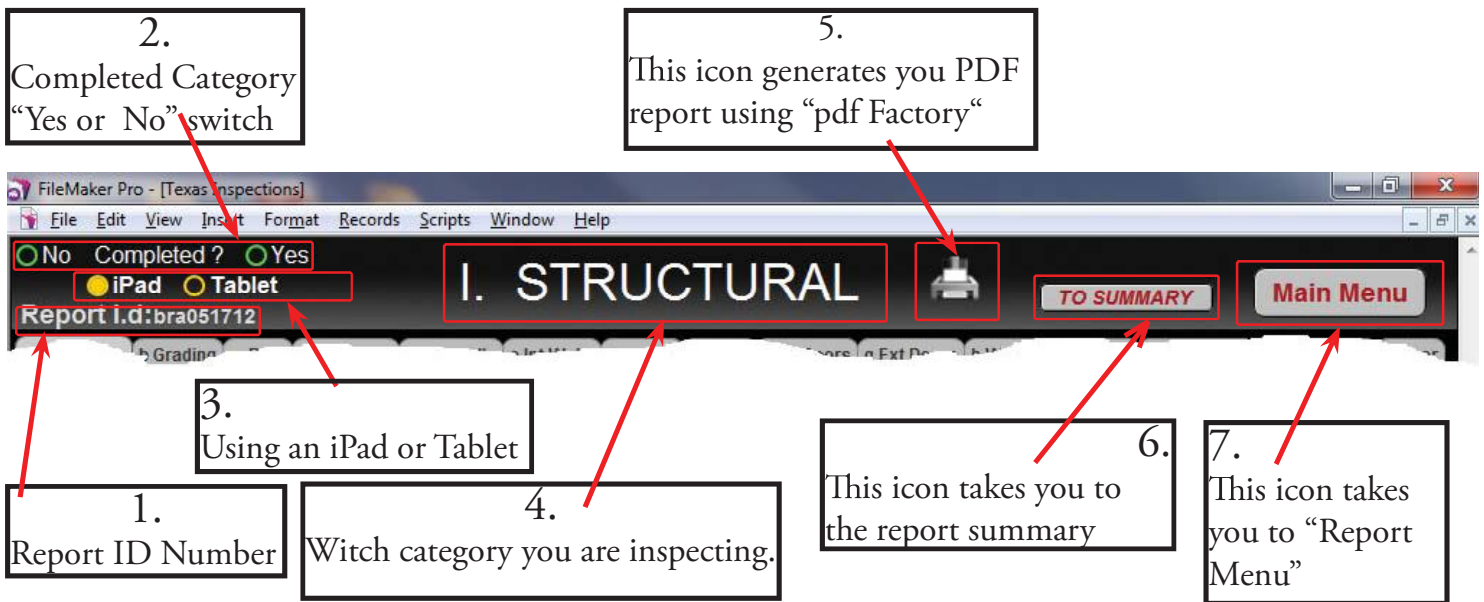 2.
Completed Category
“Yes or No” switch
5.
This icon generates you PDF
report using “pdf Factory“
FileMaker Pro - [Texas Inspections]
File Edit View Insert Format Records Scripts Window Help
No Completed ? Yes
iPad Tablet
Report I.d:bra051712
I. STRUCTURAL
TO SUMMARY
Main Menu
b Grading
g Ext
3.
Using an iPad or Tablet
1.
Report ID Number
4.
Witch category you are inspecting.
6.
This icon takes you to
the report summary
7.
This icon takes
you to “Report
Menu”